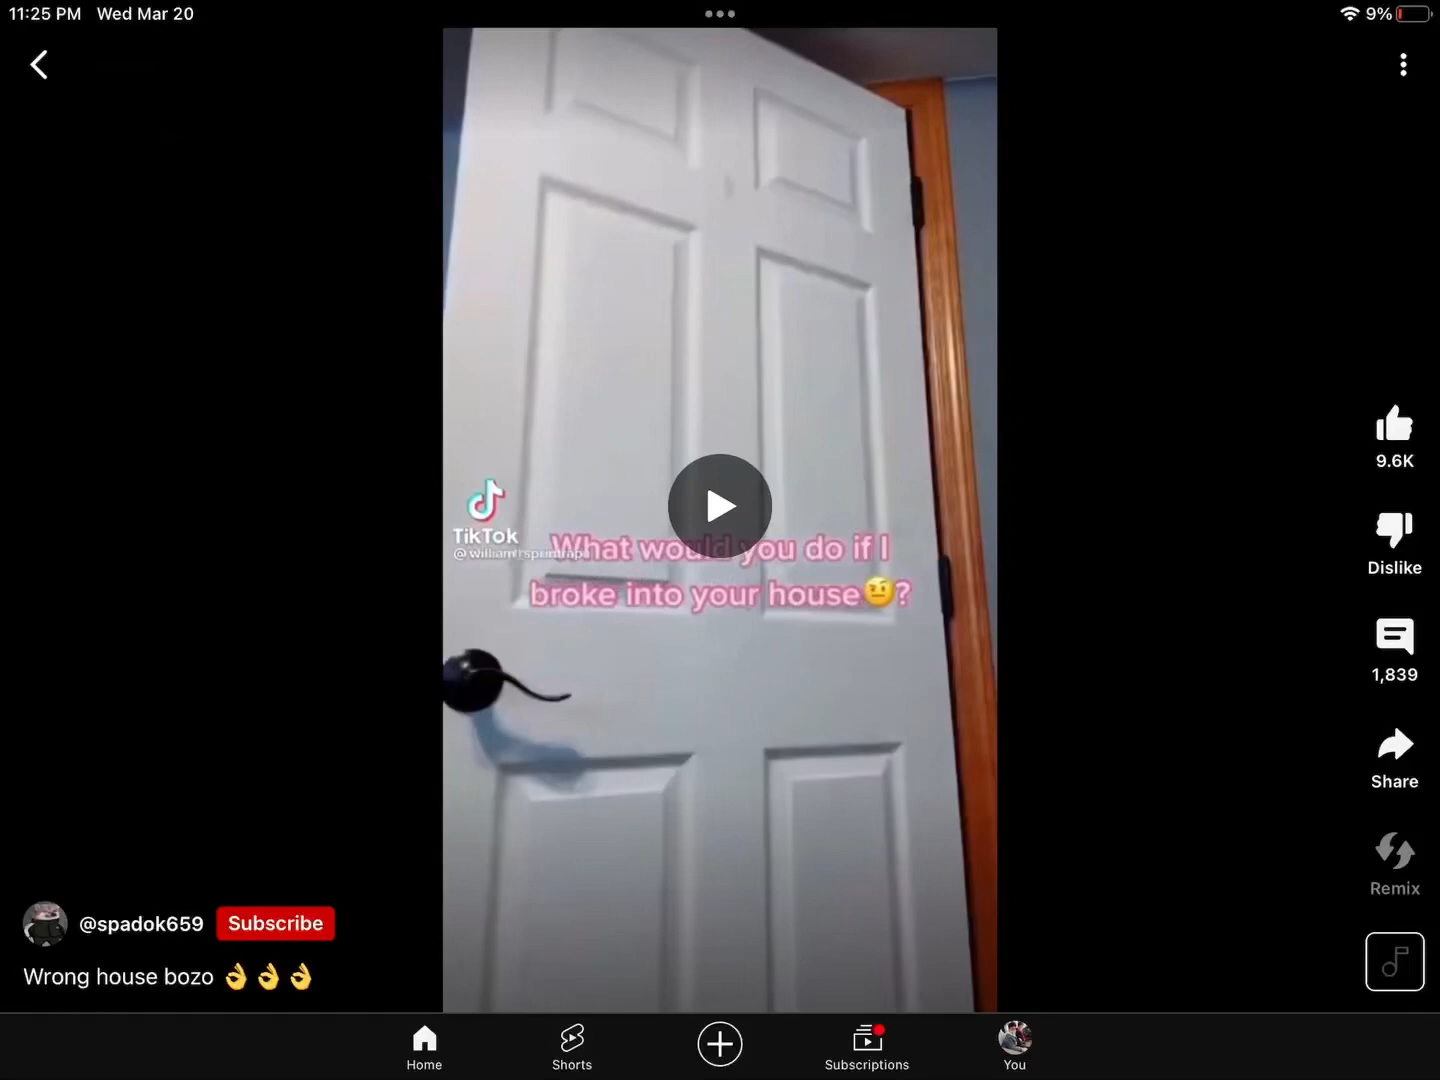 11:25 PM Wed Mar 20
9%
TikTok
What would you do if I
broke into your house🤨?
9.6K
Dislike
1,839
Share
Remix
@spadok659 Subscribe
Wrong house bozo 👌👌👌
Home
Shorts
Subscriptions
You